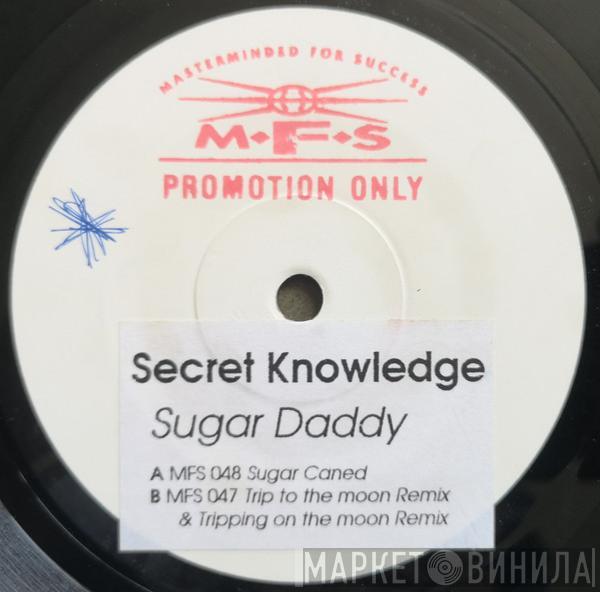 MASTERMINDED FOR SUCCESS
M·F·S
PROMOTION ONLY
Secret Knowledge
Sugar Daddy
A MFS 048 Sugar Caned
B MFS 047 Trip to the moon Remix
& Tripping on the moon Remix
МАРКЕТ ВИНИЛА